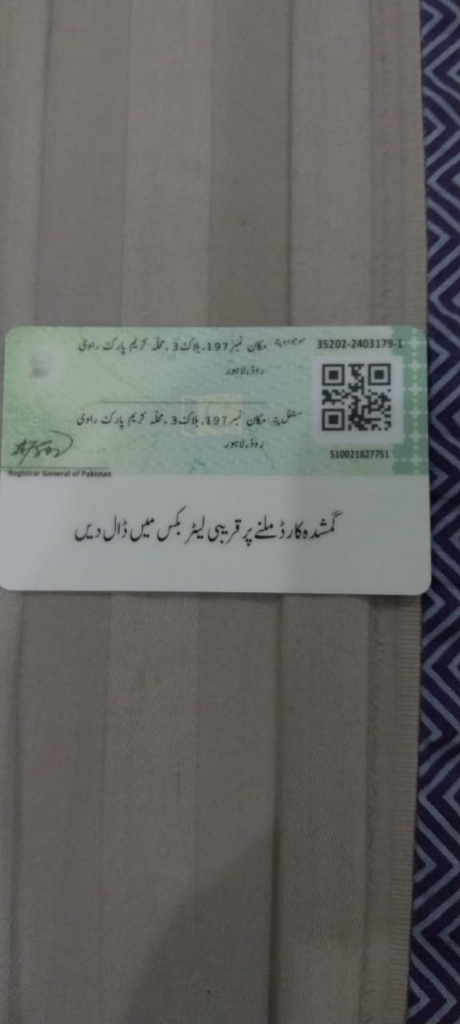 35202-2403179-1
موجودہ پتہ مکان نمبر 197، بلاک 3، محلہ کریم پارک راوی
روڈ، لاہور
مستقل پتہ مکان نمبر 197، بلاک 3، محلہ کریم پارک راوی
روڈ، لاہور
510021827751
Registrar General of Pakistan
گمشدہ کارڈ ملنے پر قریبی لیٹر بکس میں ڈال دیں